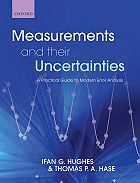 OXFORD
Measurements
and their
Uncertainties
A Practical Guide to Modern Error Analysis
IFAN G. HUGHES
& THOMAS P. A. HASE